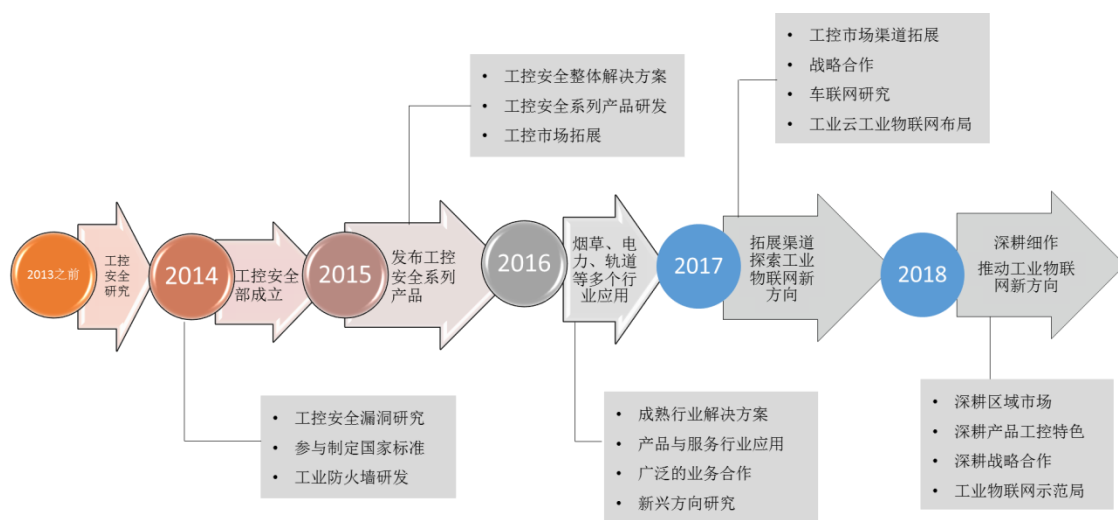 2013之前
工控
安全
研究
2014
工控安全
部成立
• 工控安全漏洞研究
• 参与制定国家标准
• 工业防火墙研发
2015
发布工控
安全系列
产品
• 工控安全整体解决方案
• 工控安全系列产品研发
• 工控市场拓展
2016
烟草、电
力、轨道
等多个行
业应用
• 成熟行业解决方案
• 产品与服务行业应用
• 广泛的业务合作
• 新兴方向研究
2017
拓展渠道
探索工业
物联网新
方向
• 工控市场渠道拓展
• 战略合作
• 车联网研究
• 工业云工业物联网布局
2018
深耕细作
推动工业物联
网新方向
• 深耕区域市场
• 深耕产品工控特色
• 深耕战略合作
• 工业物联网示范局